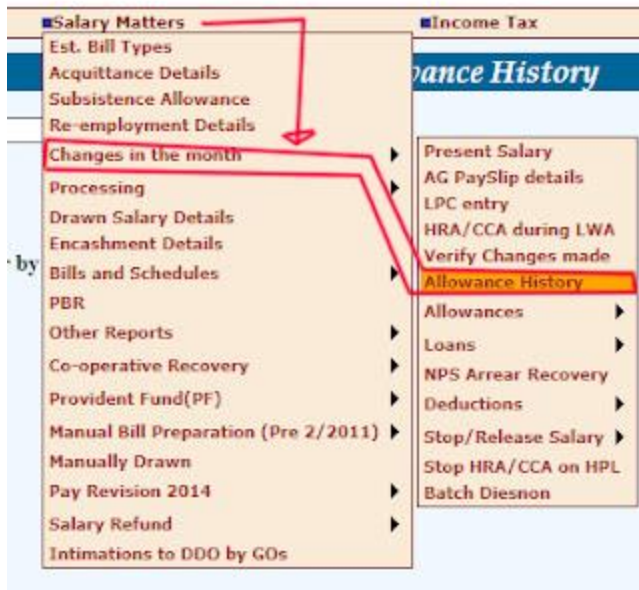 Salary Matters
Income Tax
ance History
by
Est. Bill Types
Acquittance Details
Subsistence Allowance
Re-employment Details
Changes in the month
Processing
Drawn Salary Details
Encashment Details
Bills and Schedules
PBR
Other Reports
Co-operative Recovery
Provident Fund(PF)
Manual Bill Preparation (Pre 2/2011)
Manually Drawn
Pay Revision 2014
Salary Refund
Intimations to DDO by GOs
Present Salary
AG PaySlip details
LPC entry
HRA/CCA during LWA
Verify Changes made
Allowance History
Allowances
Loans
NPS Arrear Recovery
Deductions
Stop/Release Salary
Stop HRA/CCA on HPL
Batch Diesnon